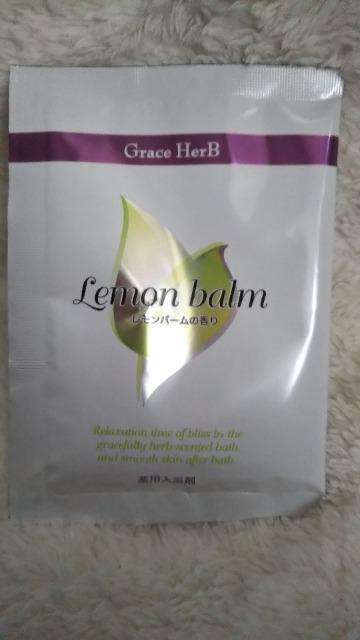 Grace HerB
Lemon balm
レモンバームの香り
Relaxation time of bliss in the
gracefully herb-scented bath,
and smooth skin after bath.
薬用入浴剤